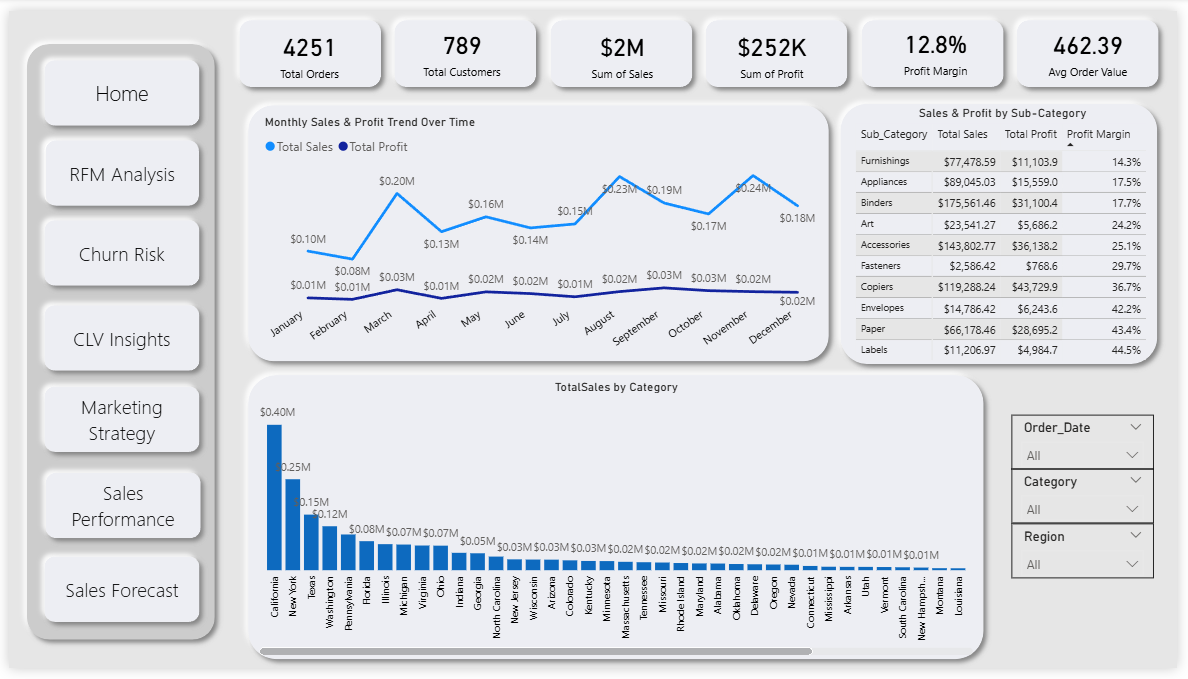 4251
Total Orders
789
Total Customers
$2M
Sum of Sales
$252K
Sum of Profit
12.8%
Profit Margin
462.39
Avg Order Value
Home
RFM Analysis
Churn Risk
CLV Insights
Marketing
Strategy
Sales
Performance
Sales Forecast
Monthly Sales & Profit Trend Over Time
Total Sales Total Profit
$0.10M
$0.08M
$0.20M
$0.13M
$0.16M
$0.14M
$0.15M
$0.23M
$0.19M
$0.17M
$0.24M
$0.18M
$0.01M
$0.01M
$0.03M
$0.01M
$0.02M
$0.02M
$0.01M
$0.02M
$0.03M
$0.03M
$0.02M
$0.02M
January
February
March
April
May
June
July
August
September
October
November
December
Sales & Profit by Sub-Category
Sub_Category Total Sales Total Profit Profit Margin
Furnishings $77,478.59 $11,103.9 14.3%
Appliances $89,045.03 $15,559.0 17.5%
Binders $175,561.46 $31,100.4 17.7%
Art $23,541.27 $5,686.2 24.2%
Accessories $143,802.77 $36,138.2 25.1%
Fasteners $2,586.42 $768.6 29.7%
Copiers $119,288.24 $43,729.9 36.7%
Envelopes $14,786.42 $6,243.6 42.2%
Paper $66,178.46 $28,695.2 43.4%
Labels $11,206.97 $4,984.7 44.5%
TotalSales by Category
$0.40M
$0.25M
$0.15M
$0.12M
$0.08M
$0.07M
$0.07M
$0.05M
$0.03M
$0.03M
$0.03M
$0.02M
$0.02M
$0.02M
$0.02M
$0.02M
$0.01M
$0.01M
$0.01M
$0.01M
California
New York
Texas
Washington
Pennsylvania
Florida
Illinois
Michigan
Virginia
Ohio
Indiana
Georgia
North Carolina
New Jersey
Wisconsin
Arizona
Colorado
Kentucky
Minnesota
Massachusetts
Tennessee
Missouri
Rhode Island
Maryland
Alabama
Oklahoma
Delaware
Oregon
Nevada
Connecticut
Mississippi
Arkansas
Utah
Vermont
South Carolina
New Hampsh...
Montana
Louisiana
Order_Date
All
Category
All
Region
All